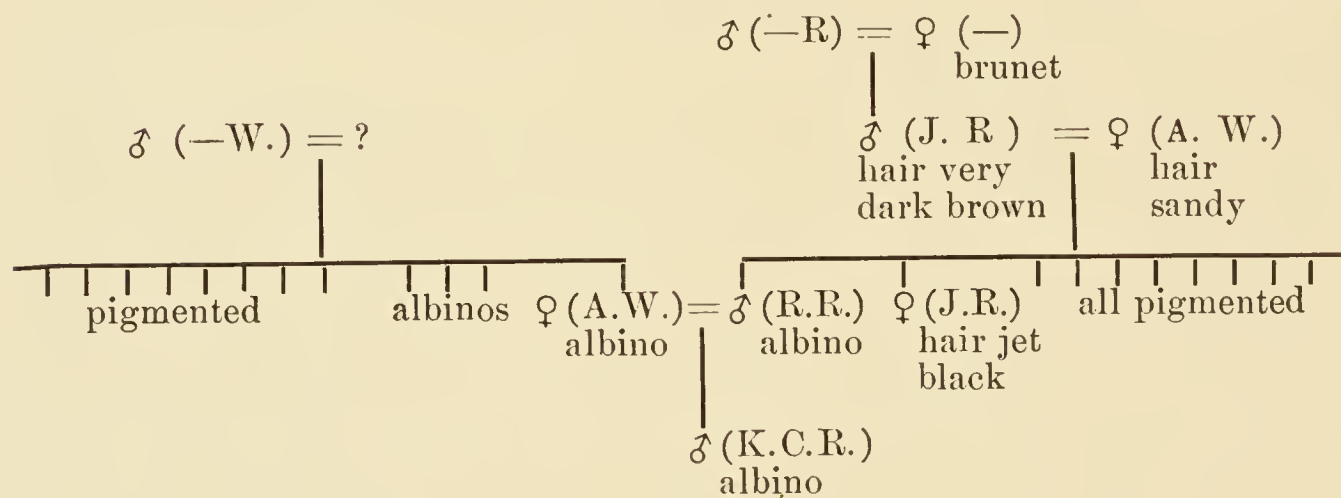 ♂ (—R) = ♀ (—)
brunet
♂ (—W.) = ?
♂ (J. R ) = ♀ (A. W.)
hair very
dark brown
hair
sandy
pigmented
albinos
♀ (A.W.) = ♂ (R.R.)
albino
albino
♀ (J.R.)
hair jet
black
all pigmented
♂ (K.C.R.)
albino